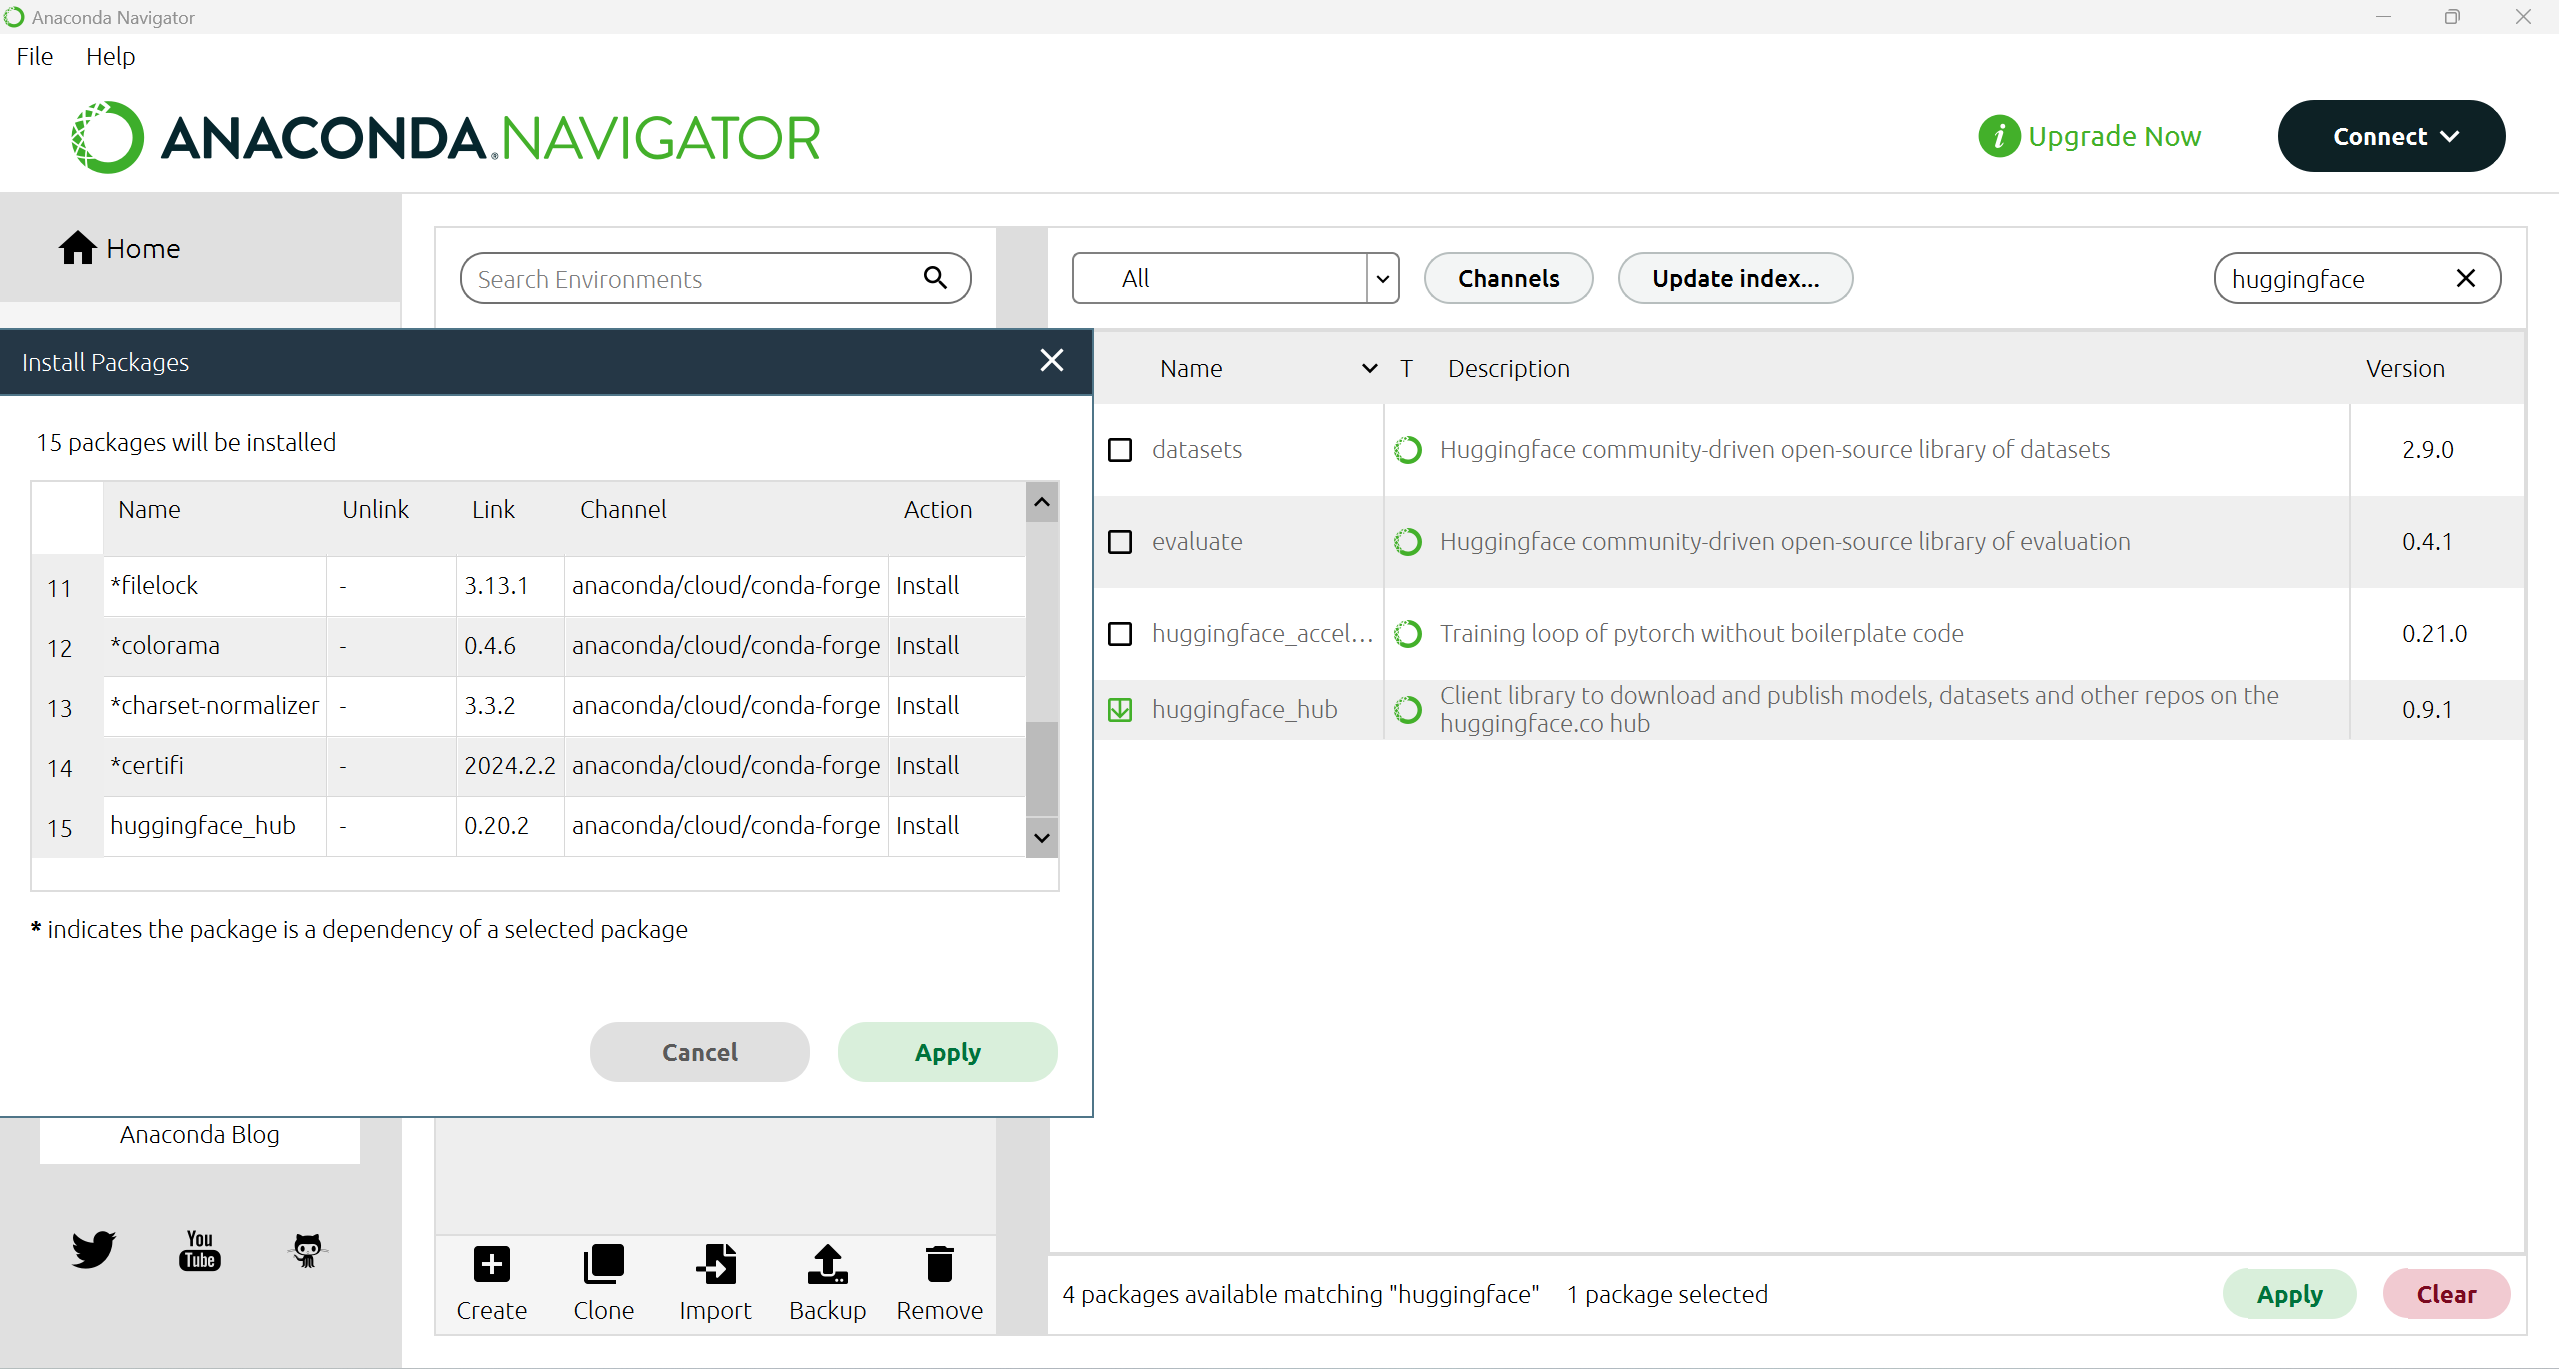 Anaconda Navigator
File Help
ANACONDA.NAVIGATOR
i Upgrade Now
Connect
Home
Search Environments
All
Channels
Update index...
huggingface
Install Packages
15 packages will be installed
Name Unlink Link Channel Action
11 *filelock - 3.13.1 anaconda/cloud/conda-forge Install
12 *colorama - 0.4.6 anaconda/cloud/conda-forge Install
13 *charset-normalizer - 3.3.2 anaconda/cloud/conda-forge Install
14 *certifi - 2024.2.2 anaconda/cloud/conda-forge Install
15 huggingface_hub - 0.20.2 anaconda/cloud/conda-forge Install
* indicates the package is a dependency of a selected package
Cancel Apply
Name T Description Version
datasets Huggingface community-driven open-source library of datasets 2.9.0
evaluate Huggingface community-driven open-source library of evaluation 0.4.1
huggingface_accel... Training loop of pytorch without boilerplate code 0.21.0
huggingface_hub Client library to download and publish models, datasets and other repos on the
huggingface.co hub 0.9.1
Anaconda Blog
You
Tube
Create Clone Import Backup Remove
4 packages available matching "huggingface" 1 package selected
Apply Clear